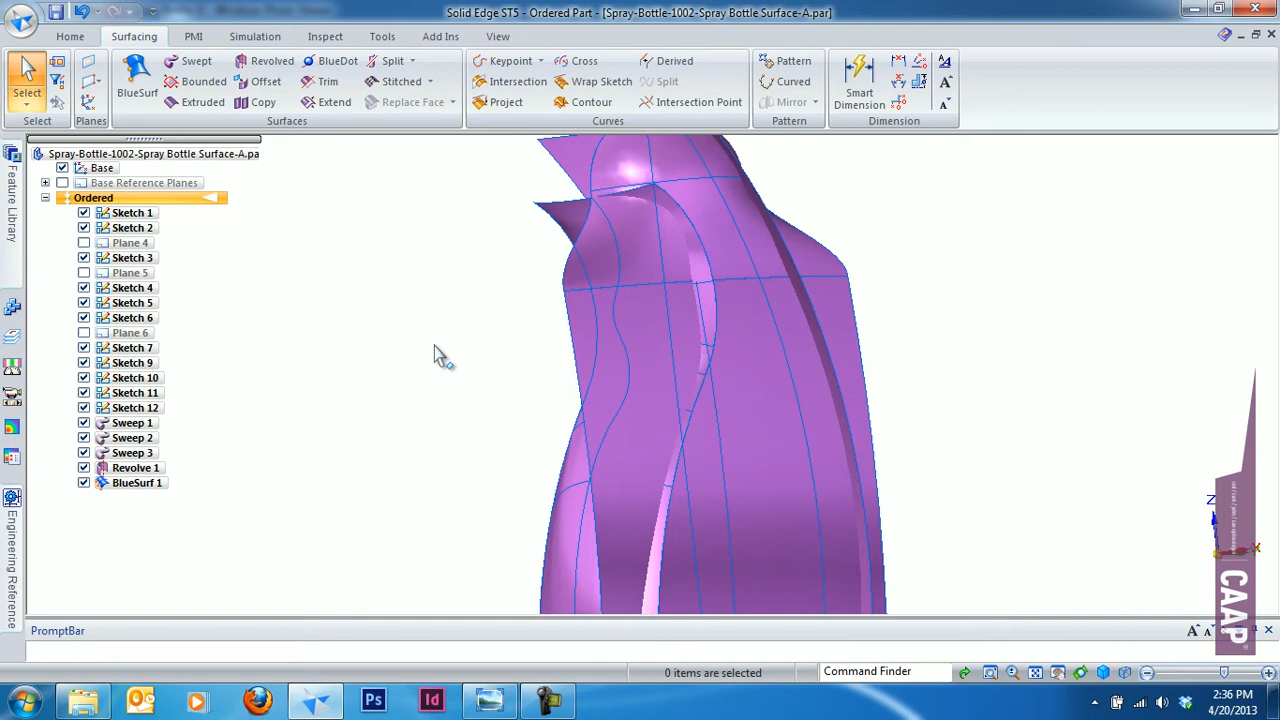 Solid Edge ST5 - Ordered Part - [Spray-Bottle-1002-Spray Bottle Surface-A.par]
Home Surfacing PMI Simulation Inspect Tools Add Ins View
Select
Select
Planes
BlueSurf
Swept Revolved BlueDot Split
Bounded Offset Trim Stitched
Extruded Copy Extend Replace Face
Surfaces
Keypoint Cross Derived
Intersection Wrap Sketch Split
Project Contour Intersection Point
Curves
Pattern
Curved
Mirror
Pattern
Smart
Dimension
Dimension
Feature Library
Engineering Reference
Spray-Bottle-1002-Spray Bottle Surface-A.pa
Base
Base Reference Planes
Ordered
Sketch 1
Sketch 2
Plane 4
Sketch 3
Plane 5
Sketch 4
Sketch 5
Sketch 6
Plane 6
Sketch 7
Sketch 9
Sketch 10
Sketch 11
Sketch 12
Sweep 1
Sweep 2
Sweep 3
Revolve 1
BlueSurf 1
Z
CAAP
PromptBar
0 items are selected
Command Finder
Ps
Id
2:36 PM
4/20/2013